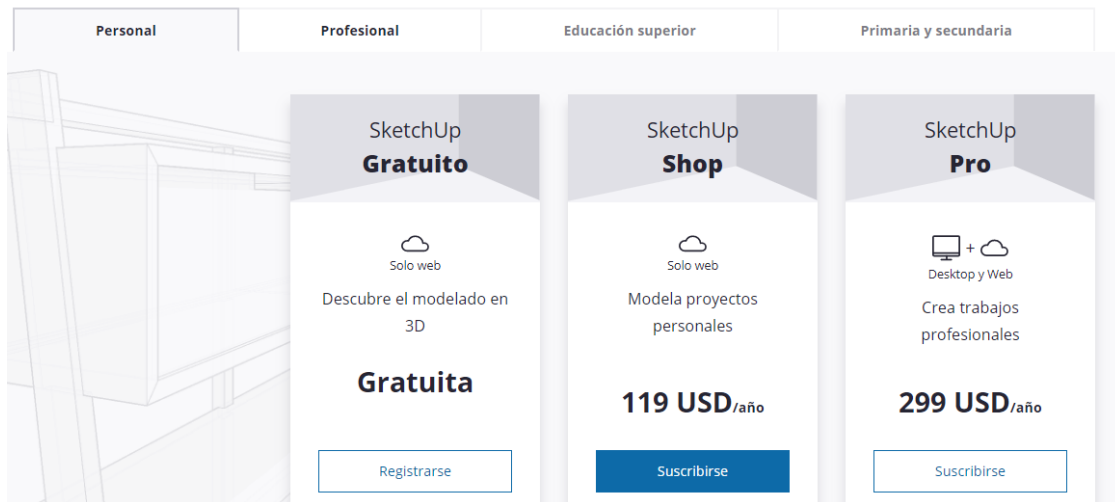 Personal
Profesional
Educación superior
Primaria y secundaria
SketchUp
Gratuito
Solo web
Descubre el modelado en
3D
Gratuita
Registrarse
SketchUp
Shop
Solo web
Modela proyectos
personales
119 USD/año
Suscribirse
SketchUp
Pro
+
Desktop y Web
Crea trabajos
profesionales
299 USD/año
Suscribirse